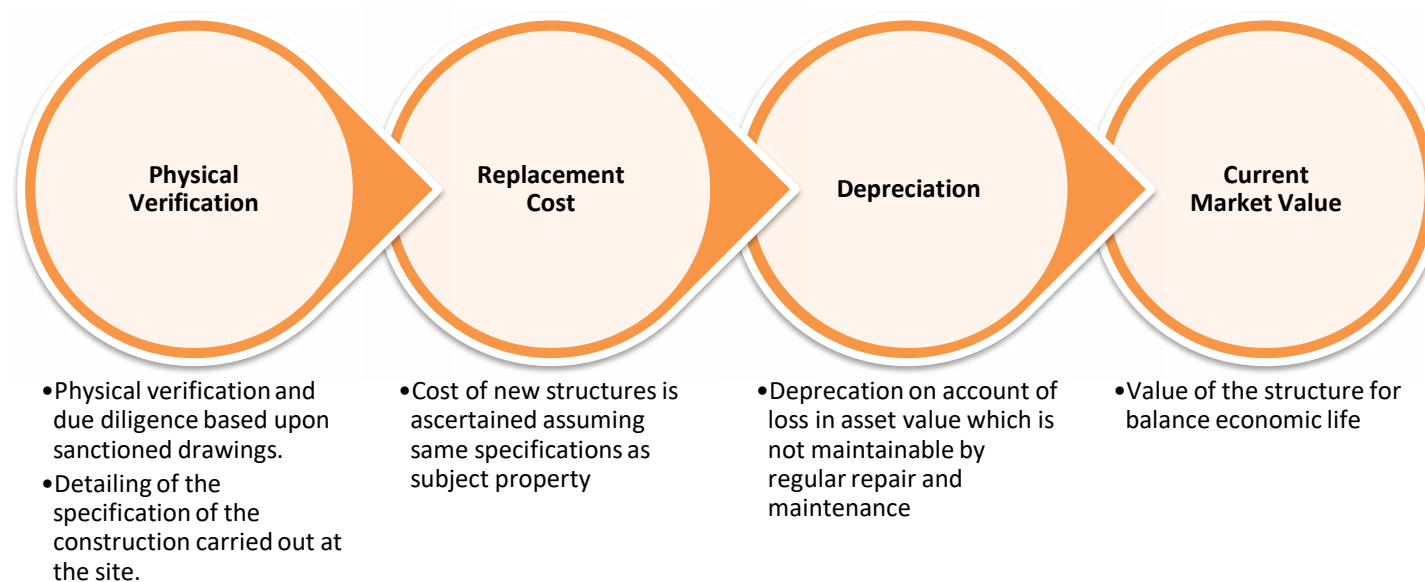 Physical
Verification
Replacement
Cost
Depreciation
Current
Market Value
•Physical verification and
due diligence based upon
sanctioned drawings.
•Detailing of the
specification of the
construction carried out at
the site.
•Cost of new structures is
ascertained assuming
same specifications as
subject property
•Deprecation on account of
loss in asset value which is
not maintainable by
regular repair and
maintenance
•Value of the structure for
balance economic life